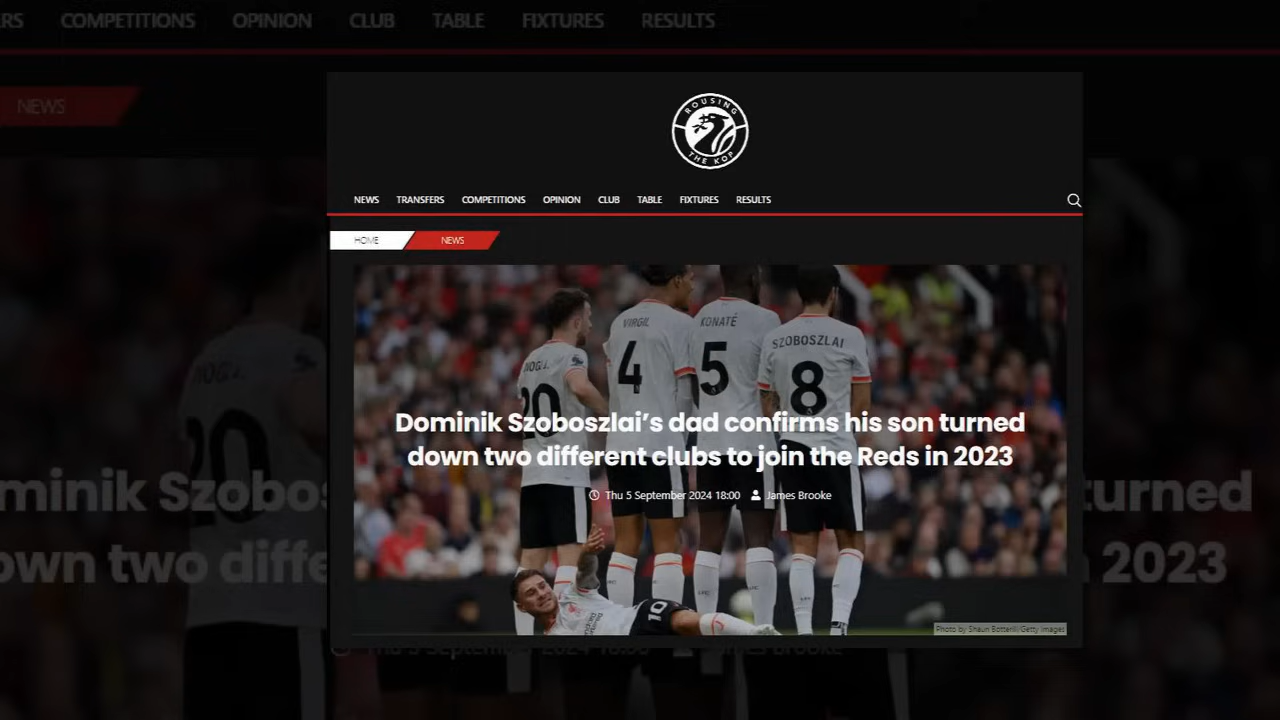 RS COMPETITIONS OPINION CLUB TABLE FIXTURES RESULTS
NEWS
ROUSING
THE KOP
NEWS TRANSFERS COMPETITIONS OPINION CLUB TABLE FIXTURES RESULTS
HOME NEWS
VIRGIL KONATÉ SZOBOSZLAI
DIOGO J.
20 4 5 8
Dominik Szoboszlai’s dad confirms his son turned
down two different clubs to join the Reds in 2023
Thu 5 September 2024 18:00 James Brooke
10
Photo by Shaun Botterill/Getty Images
minik Szobos turned
own two diffe 2023